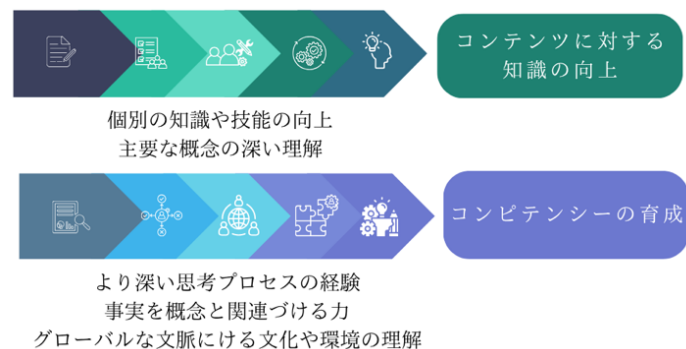 コンテンツに対する
知識の向上
個別の知識や技能の向上
主要な概念の深い理解
コンピテンシーの育成
より深い思考プロセスの経験
事実を概念と関連づける力
グローバルな文脈にける文化や環境の理解